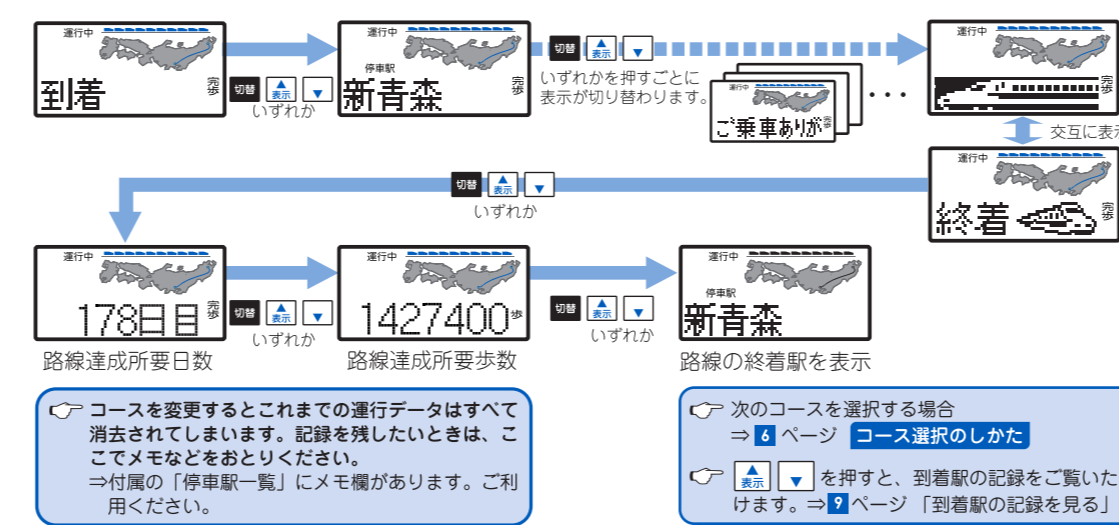 運行中
到着
完歩
切替 ▲表示 ▼
いずれか
運行中
停車駅
新青森
完歩
切替 ▲表示 ▼
いずれかを押すごとに
表示が切り替わります。
運行中
ご乗車ありが
・・・
運行中
完歩
交互に表示
運行中
終着
完歩
切替 ▲表示 ▼
いずれか
運行中
178日目
完歩
路線達成所要日数
切替 ▲表示 ▼
いずれか
運行中
1427400歩
路線達成所要歩数
切替 ▲表示 ▼
いずれか
運行中
停車駅
新青森
路線の終着駅を表示
コースを変更するとこれまでの運行データはすべて
消去されてしまいます。記録を残したいときは、こ
こでメモなどをおとりください。
⇒付属の「停車駅一覧」にメモ欄があります。ご利
用ください。
次のコースを選択する場合
⇒ 6 ページ コース選択のしかた
▲表示 ▼ を押すと、到着駅の記録をご覧いた
けます。⇒ 9 ページ 「到着駅の記録を見る」